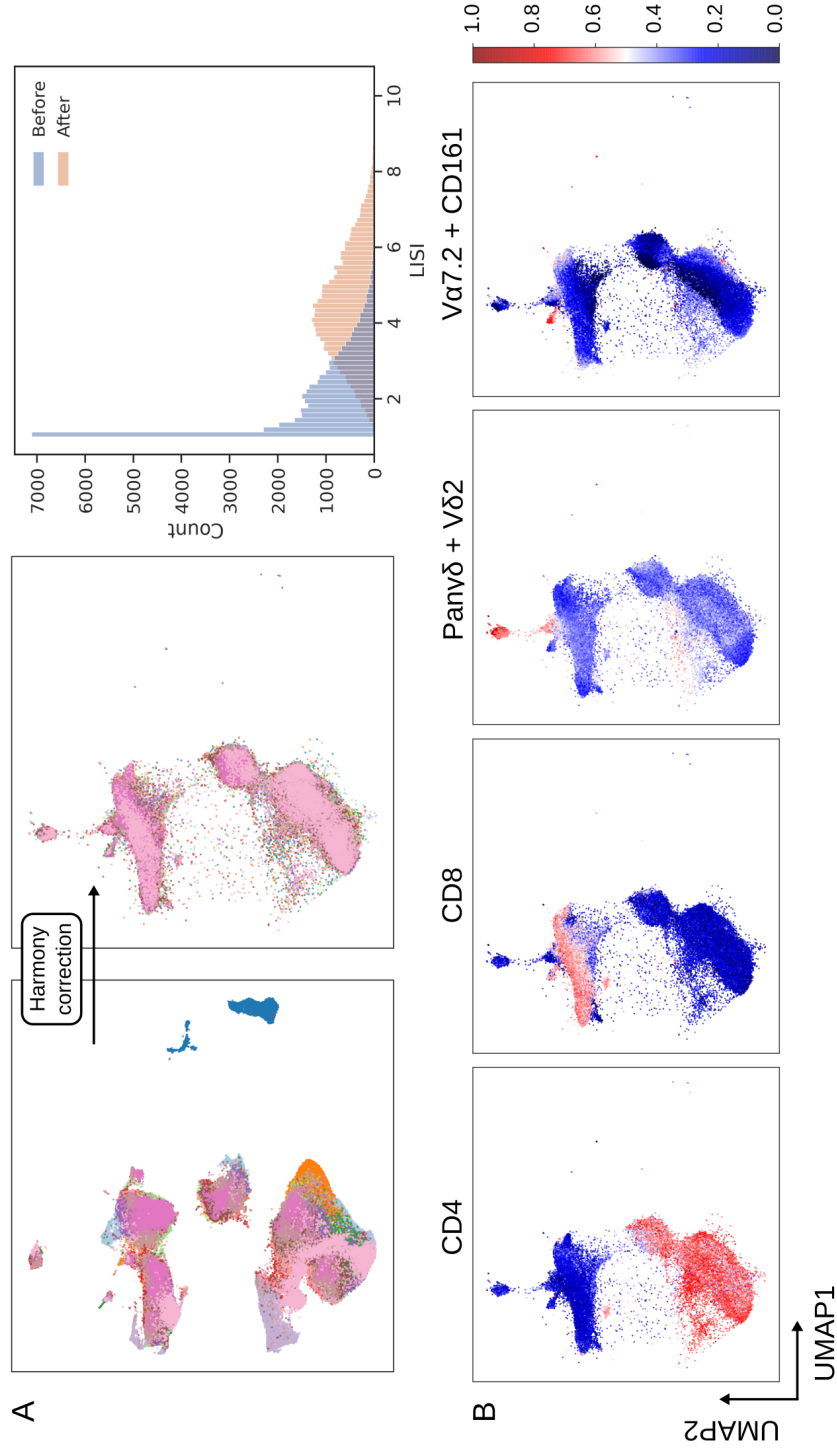 A
Harmony
correction
Count
7000
6000
5000
4000
3000
2000
1000
0
2
4
6
8
10
LISI
Before
After
B
CD4
CD8
Panγδ + Vδ2
Vα7.2 + CD161
1.0
0.8
0.6
0.4
0.2
0.0
UMAP2
UMAP1